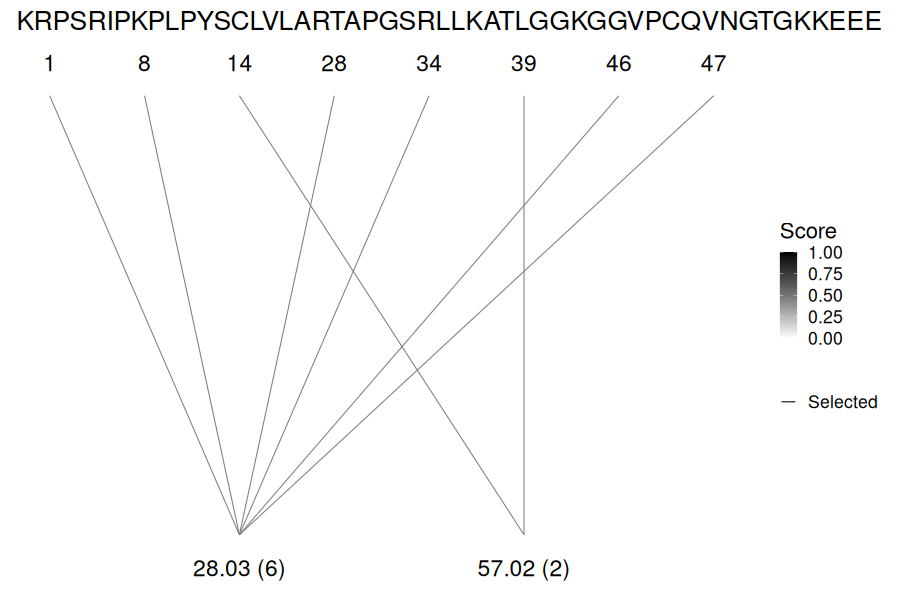 KRPSRIPKPLPYSCLVLARTAPGSRLLKATLGGKGGVPCQVNGTGKKEEE
1 8 14 28 34 39 46 47
Score
1.00
0.75
0.50
0.25
0.00
Selected
28.03 (6) 57.02 (2)